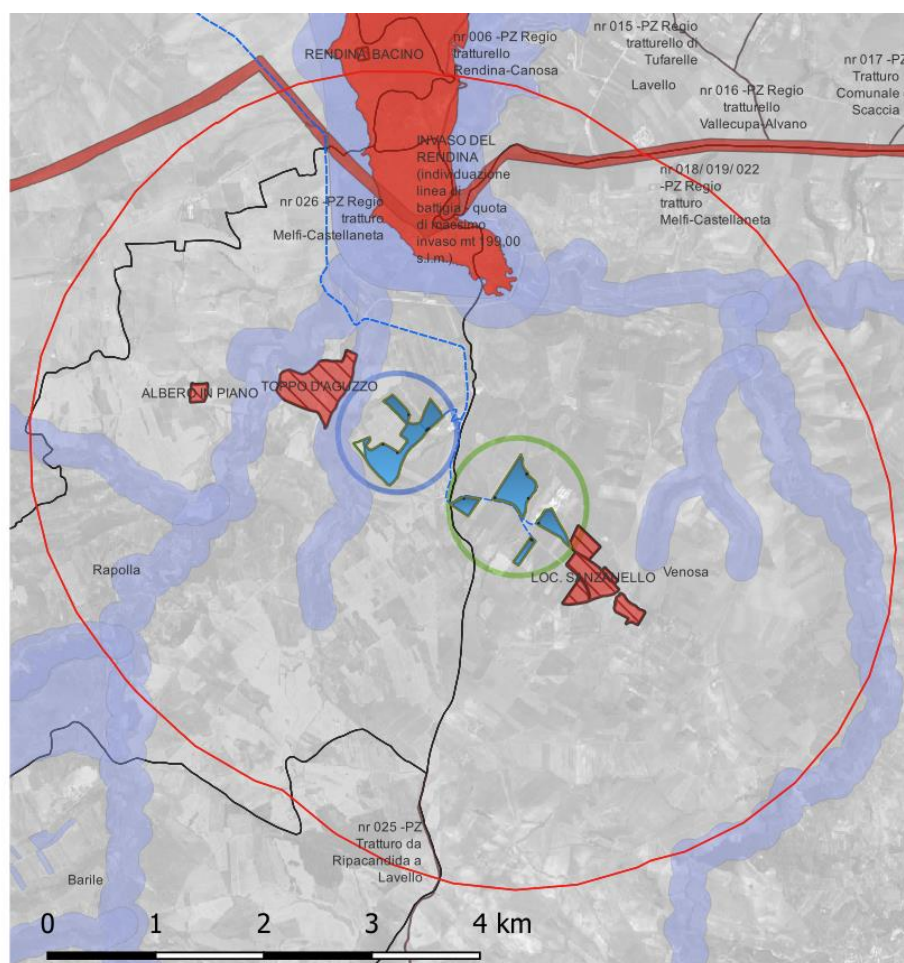 nr 015 -PZ Regio
tratturello di
Tufarelle
nr 006 -PZ Regio
tratturello
Rendina-Canosa
RENDINA BACINO
nr 017 -PZ
Tratturo
Comunale
Scaccia
Lavello
nr 016 -PZ Regio
tratturello
Vallecupa-Alvano
INVASO DEL
RENDINA
(individuazione
linea di
battigia - quota
di massimo
invaso mt 199,00
s.l.m.)
nr 018/ 019/ 022
-PZ Regio
tratturo
Melfi-Castellaneta
nr 026 -PZ Regio
tratturo
Melfi-Castellaneta
ALBERO IN PIANO
TOPPO D'AGUZZO
Rapolla
LOC. SANZANELLO
Venosa
nr 025 -PZ
Tratturo da
Ripacandida a
Lavello
Barile
0 1 2 3 4 km